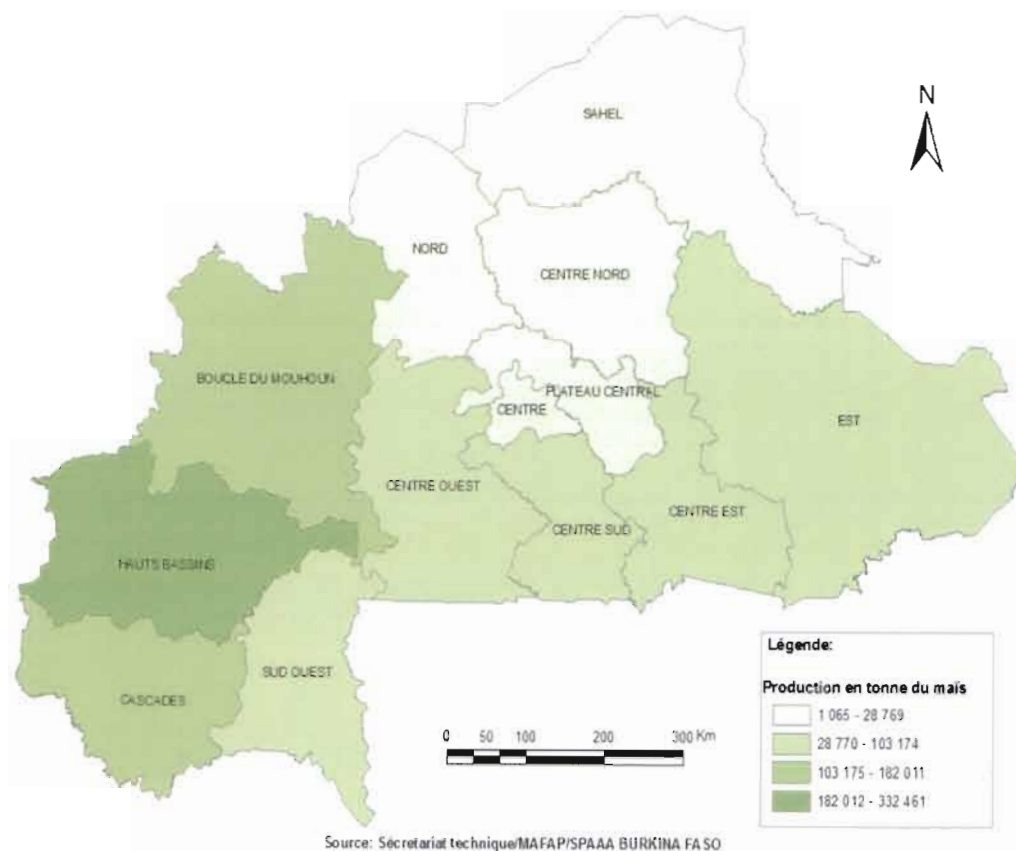 N
SAHEL
NORD
CENTRE NORD
BOUCLE DU MOUHOUN
PLATEAU CENTRAL
CENTRE
EST
CENTRE OUEST
CENTRE EST
CENTRE SUD
HAUTS BASSINS
SUD OUEST
CASCADES
Légende:
Production en tonne du maïs
1 065 - 28 769
28 770 - 103 174
103 175 - 182 011
182 012 - 332 461
0 50 100 200 300 Km
Source: Sécretariat technique/MAFAP/SPAAA BURKINA FASO